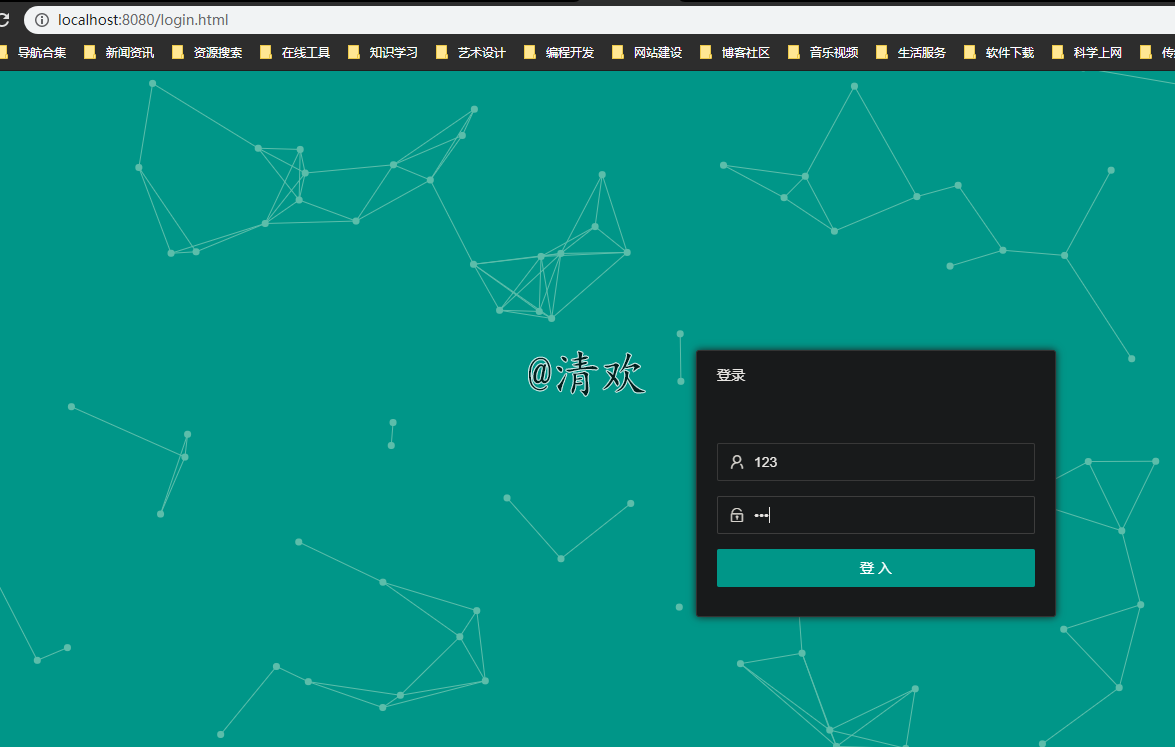 localhost:8080/login.html
导航合集 新闻资讯 资源搜索 在线工具 知识学习 艺术设计 编程开发 网站建设 博客社区 音乐视频 生活服务 软件下载 科学上网 传
@清欢
登录
123
•••
登入